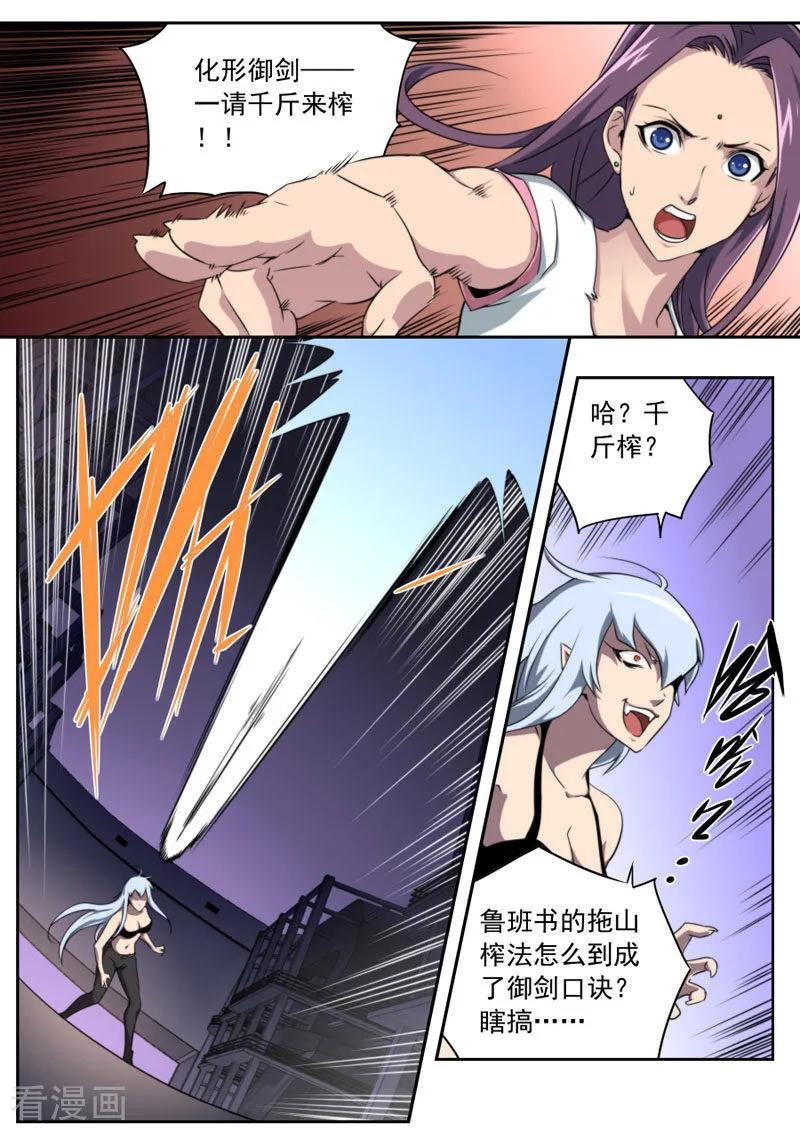 化形御剑——
一请千斤来榨
！！
哈？千
斤榨？
鲁班书的拖山
榨法怎么到成
了御剑口诀？
瞎搞……
看漫画